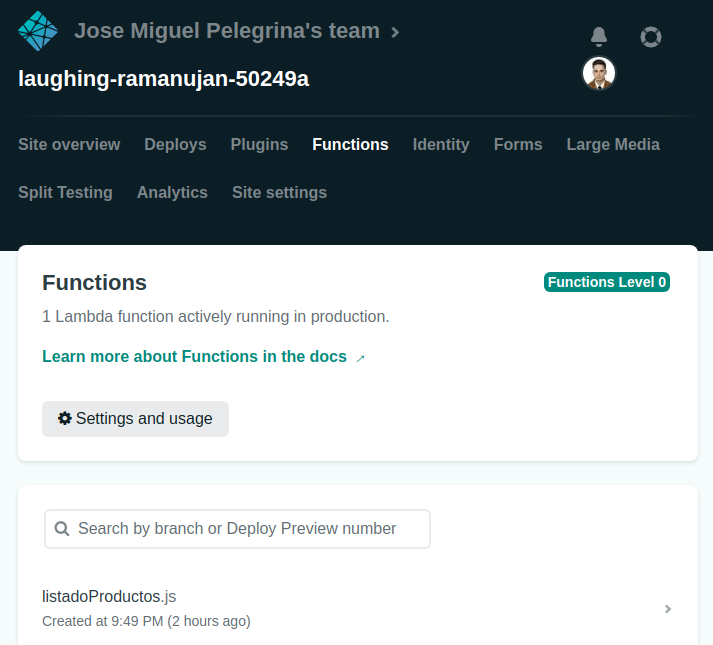 Jose Miguel Pelegrina's team
laughing-ramanujan-50249a
Site overview Deploys Plugins Functions Identity Forms Large Media
Split Testing Analytics Site settings
Functions
Functions Level 0
1 Lambda function actively running in production.
Learn more about Functions in the docs →
Settings and usage
Search by branch or Deploy Preview number
listadoProductos.js
Created at 9:49 PM (2 hours ago)